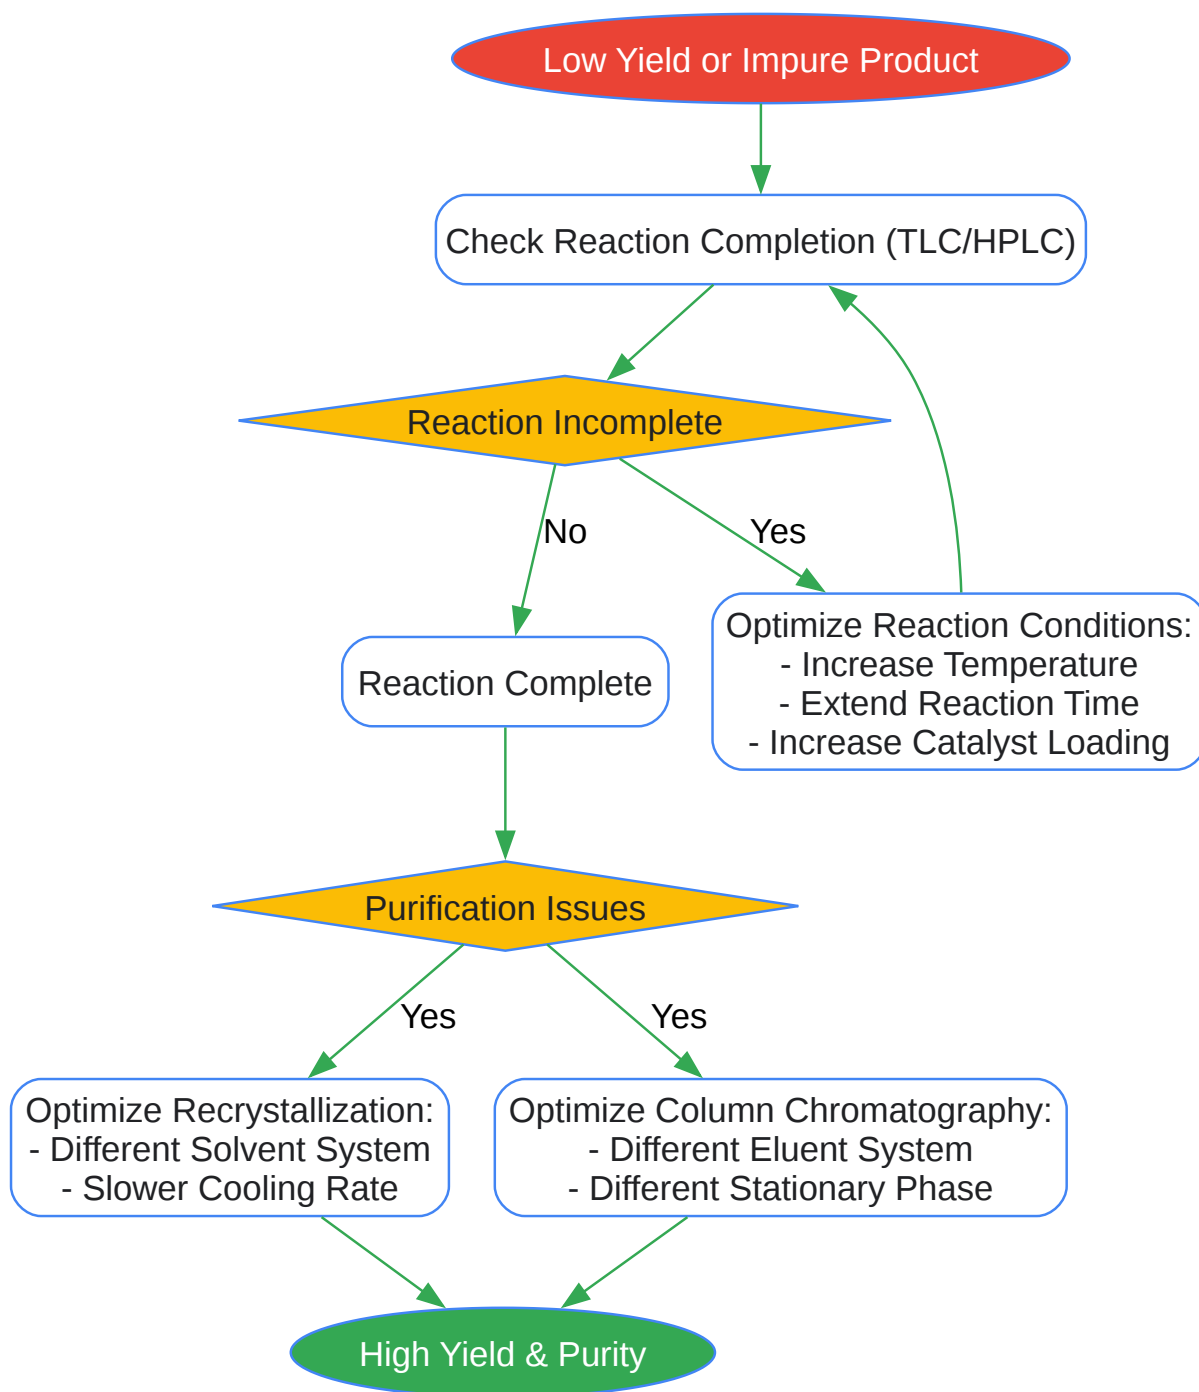 Low Yield or Impure Product
Check Reaction Completion (TLC/HPLC)
Reaction Incomplete
No
Yes
Optimize Reaction Conditions:
- Increase Temperature
- Extend Reaction Time
- Increase Catalyst Loading
Reaction Complete
Purification Issues
Yes
Yes
Optimize Recrystallization:
- Different Solvent System
- Slower Cooling Rate
Optimize Column Chromatography:
- Different Eluent System
- Different Stationary Phase
High Yield & Purity